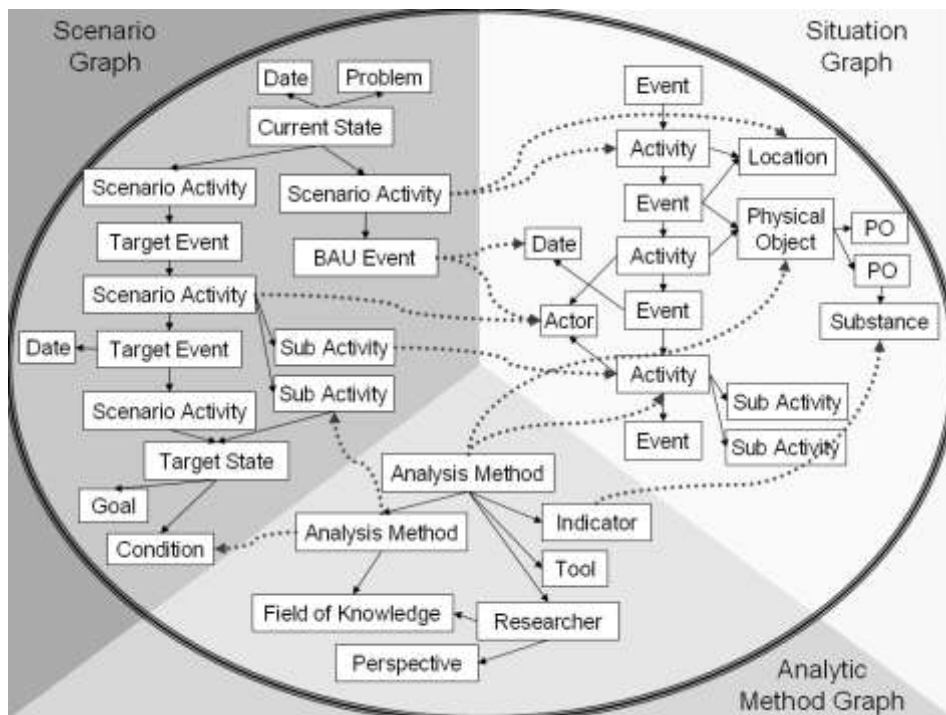 Scenario
Graph
Situation
Graph
Date
Problem
Current State
Scenario Activity
Scenario Activity
Target Event
BAU Event
Scenario Activity
Date
Target Event
Sub Activity
Scenario Activity
Sub Activity
Target State
Goal
Condition
Event
Activity
Location
Event
Physical
Object
PO
Date
Activity
PO
Actor
Event
Substance
Activity
Sub Activity
Event
Sub Activity
Analysis Method
Analysis Method
Indicator
Tool
Field of Knowledge
Researcher
Perspective
Analytic
Method Graph